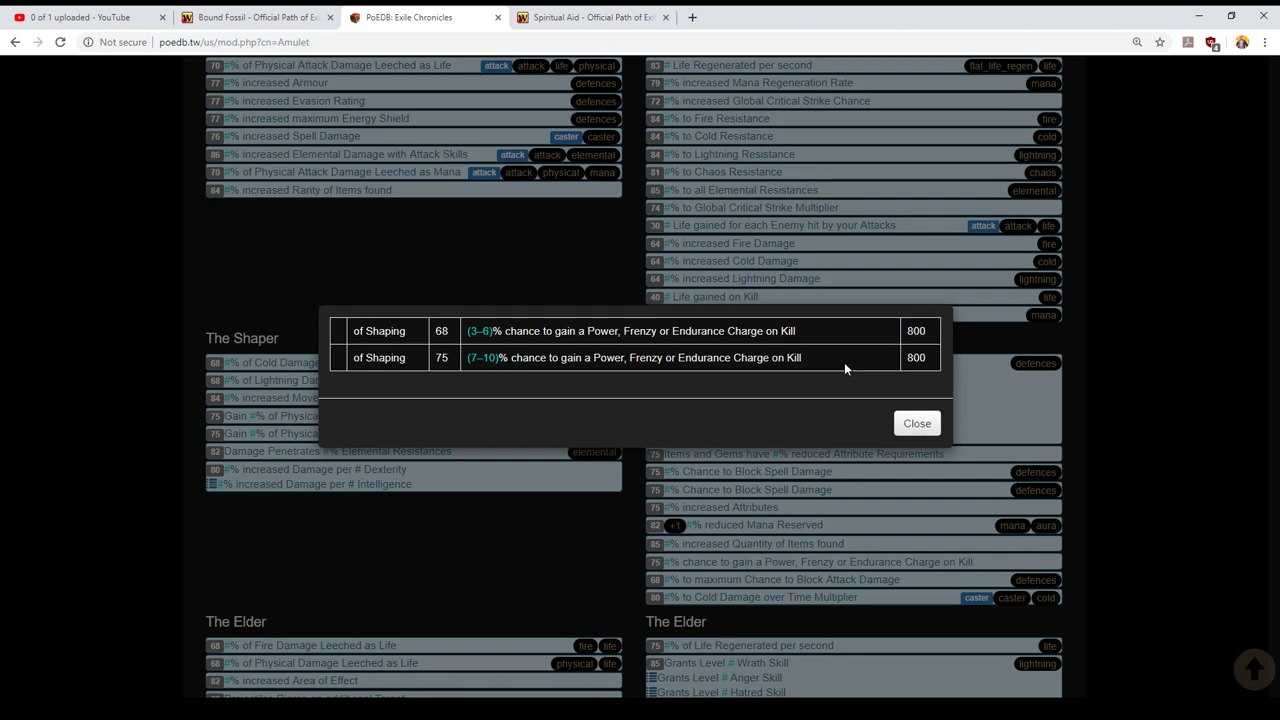 0 of 1 uploaded - YouTube
Bound Fossil - Official Path of Ex
PoEDB: Exile Chronicles
Spiritual Aid - Official Path of Exi
Not secure
poedb.tw/us/mod.php?cn=Amulet
70 #% of Physical Attack Damage Leeched as Life attack attack life physical
77 #% increased Armour defences
77 #% increased Evasion Rating defences
77 #% increased maximum Energy Shield defences
76 #% increased Spell Damage caster caster
86 #% increased Elemental Damage with Attack Skills attack attack elemental
70 #% of Physical Attack Damage Leeched as Mana attack attack physical mana
84 #% increased Rarity of Items found
83 # Life Regenerated per second flat_life_regen life
79 #% increased Mana Regeneration Rate mana
72 #% increased Global Critical Strike Chance
84 #% to Fire Resistance fire
84 #% to Cold Resistance cold
84 #% to Lightning Resistance lightning
81 #% to Chaos Resistance chaos
85 #% to all Elemental Resistances elemental
74 #% to Global Critical Strike Multiplier
30 # Life gained for each Enemy hit by your Attacks attack attack life
64 #% increased Fire Damage fire
64 #% increased Cold Damage cold
64 #% increased Lightning Damage lightning
40 # Life gained on Kill life
mana
of Shaping 68 (3–6)% chance to gain a Power, Frenzy or Endurance Charge on Kill 800
of Shaping 75 (7–10)% chance to gain a Power, Frenzy or Endurance Charge on Kill 800
Close
The Shaper
68 #% of Cold Dama
68 #% of Lightning Dar
84 #% increased Move
75 Gain #% of Physica
75 Gain #% of Physica
82 Damage Penetrates #% Elemental Resistances elemental
80 #% increased Damage per # Dexterity
#% increased Damage per # Intelligence
defences
75 Items and Gems have #% reduced Attribute Requirements
75 #% Chance to Block Spell Damage defences
75 #% Chance to Block Spell Damage defences
75 #% increased Attributes
82 +1 #% reduced Mana Reserved mana aura
85 #% increased Quantity of Items found
75 #% chance to gain a Power, Frenzy or Endurance Charge on Kill
68 #% to maximum Chance to Block Attack Damage defences
80 #% to Cold Damage over Time Multiplier caster caster cold
The Elder
68 #% of Fire Damage Leeched as Life fire life
68 #% of Physical Damage Leeched as Life physical life
82 #% increased Area of Effect
Projectiles Pierce an additional Target
The Elder
75 #% of Life Regenerated per second life
85 Grants Level # Wrath Skill lightning
Grants Level # Anger Skill
Grants Level # Hatred Skill